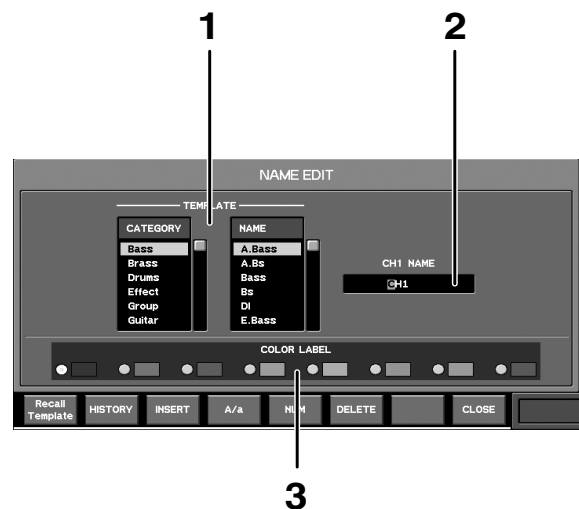 1 2
NAME EDIT
TEMPLATE
CATEGORY NAME
Bass A.Bass
Brass A.Bs
Drums Bass
Effect Bs
Group DI
Guitar E.Bass
CH1 NAME
CH1
COLOR LABEL
Recall Template HISTORY INSERT A/a NUM DELETE CLOSE
3